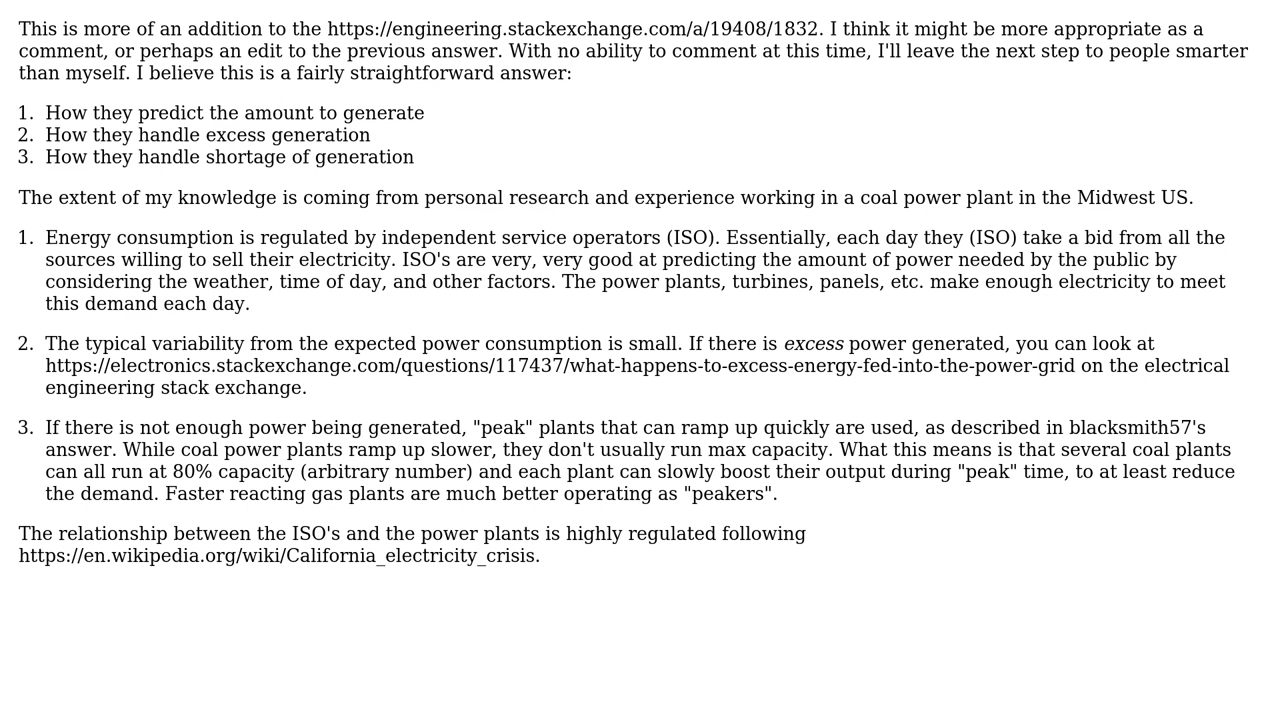 This is more of an addition to the https://engineering.stackexchange.com/a/19408/1832. I think it might be more appropriate as a
comment, or perhaps an edit to the previous answer. With no ability to comment at this time, I'll leave the next step to people smarter
than myself. I believe this is a fairly straightforward answer:
1. How they predict the amount to generate
2. How they handle excess generation
3. How they handle shortage of generation
The extent of my knowledge is coming from personal research and experience working in a coal power plant in the Midwest US.
1. Energy consumption is regulated by independent service operators (ISO). Essentially, each day they (ISO) take a bid from all the
sources willing to sell their electricity. ISO's are very, very good at predicting the amount of power needed by the public by
considering the weather, time of day, and other factors. The power plants, turbines, panels, etc. make enough electricity to meet
this demand each day.
2. The typical variability from the expected power consumption is small. If there is excess power generated, you can look at
https://electronics.stackexchange.com/questions/117437/what-happens-to-excess-energy-fed-into-the-power-grid on the electrical
engineering stack exchange.
3. If there is not enough power being generated, "peak" plants that can ramp up quickly are used, as described in blacksmith57's
answer. While coal power plants ramp up slower, they don't usually run max capacity. What this means is that several coal plants
can all run at 80% capacity (arbitrary number) and each plant can slowly boost their output during "peak" time, to at least reduce
the demand. Faster reacting gas plants are much better operating as "peakers".
The relationship between the ISO's and the power plants is highly regulated following
https://en.wikipedia.org/wiki/California_electricity_crisis.